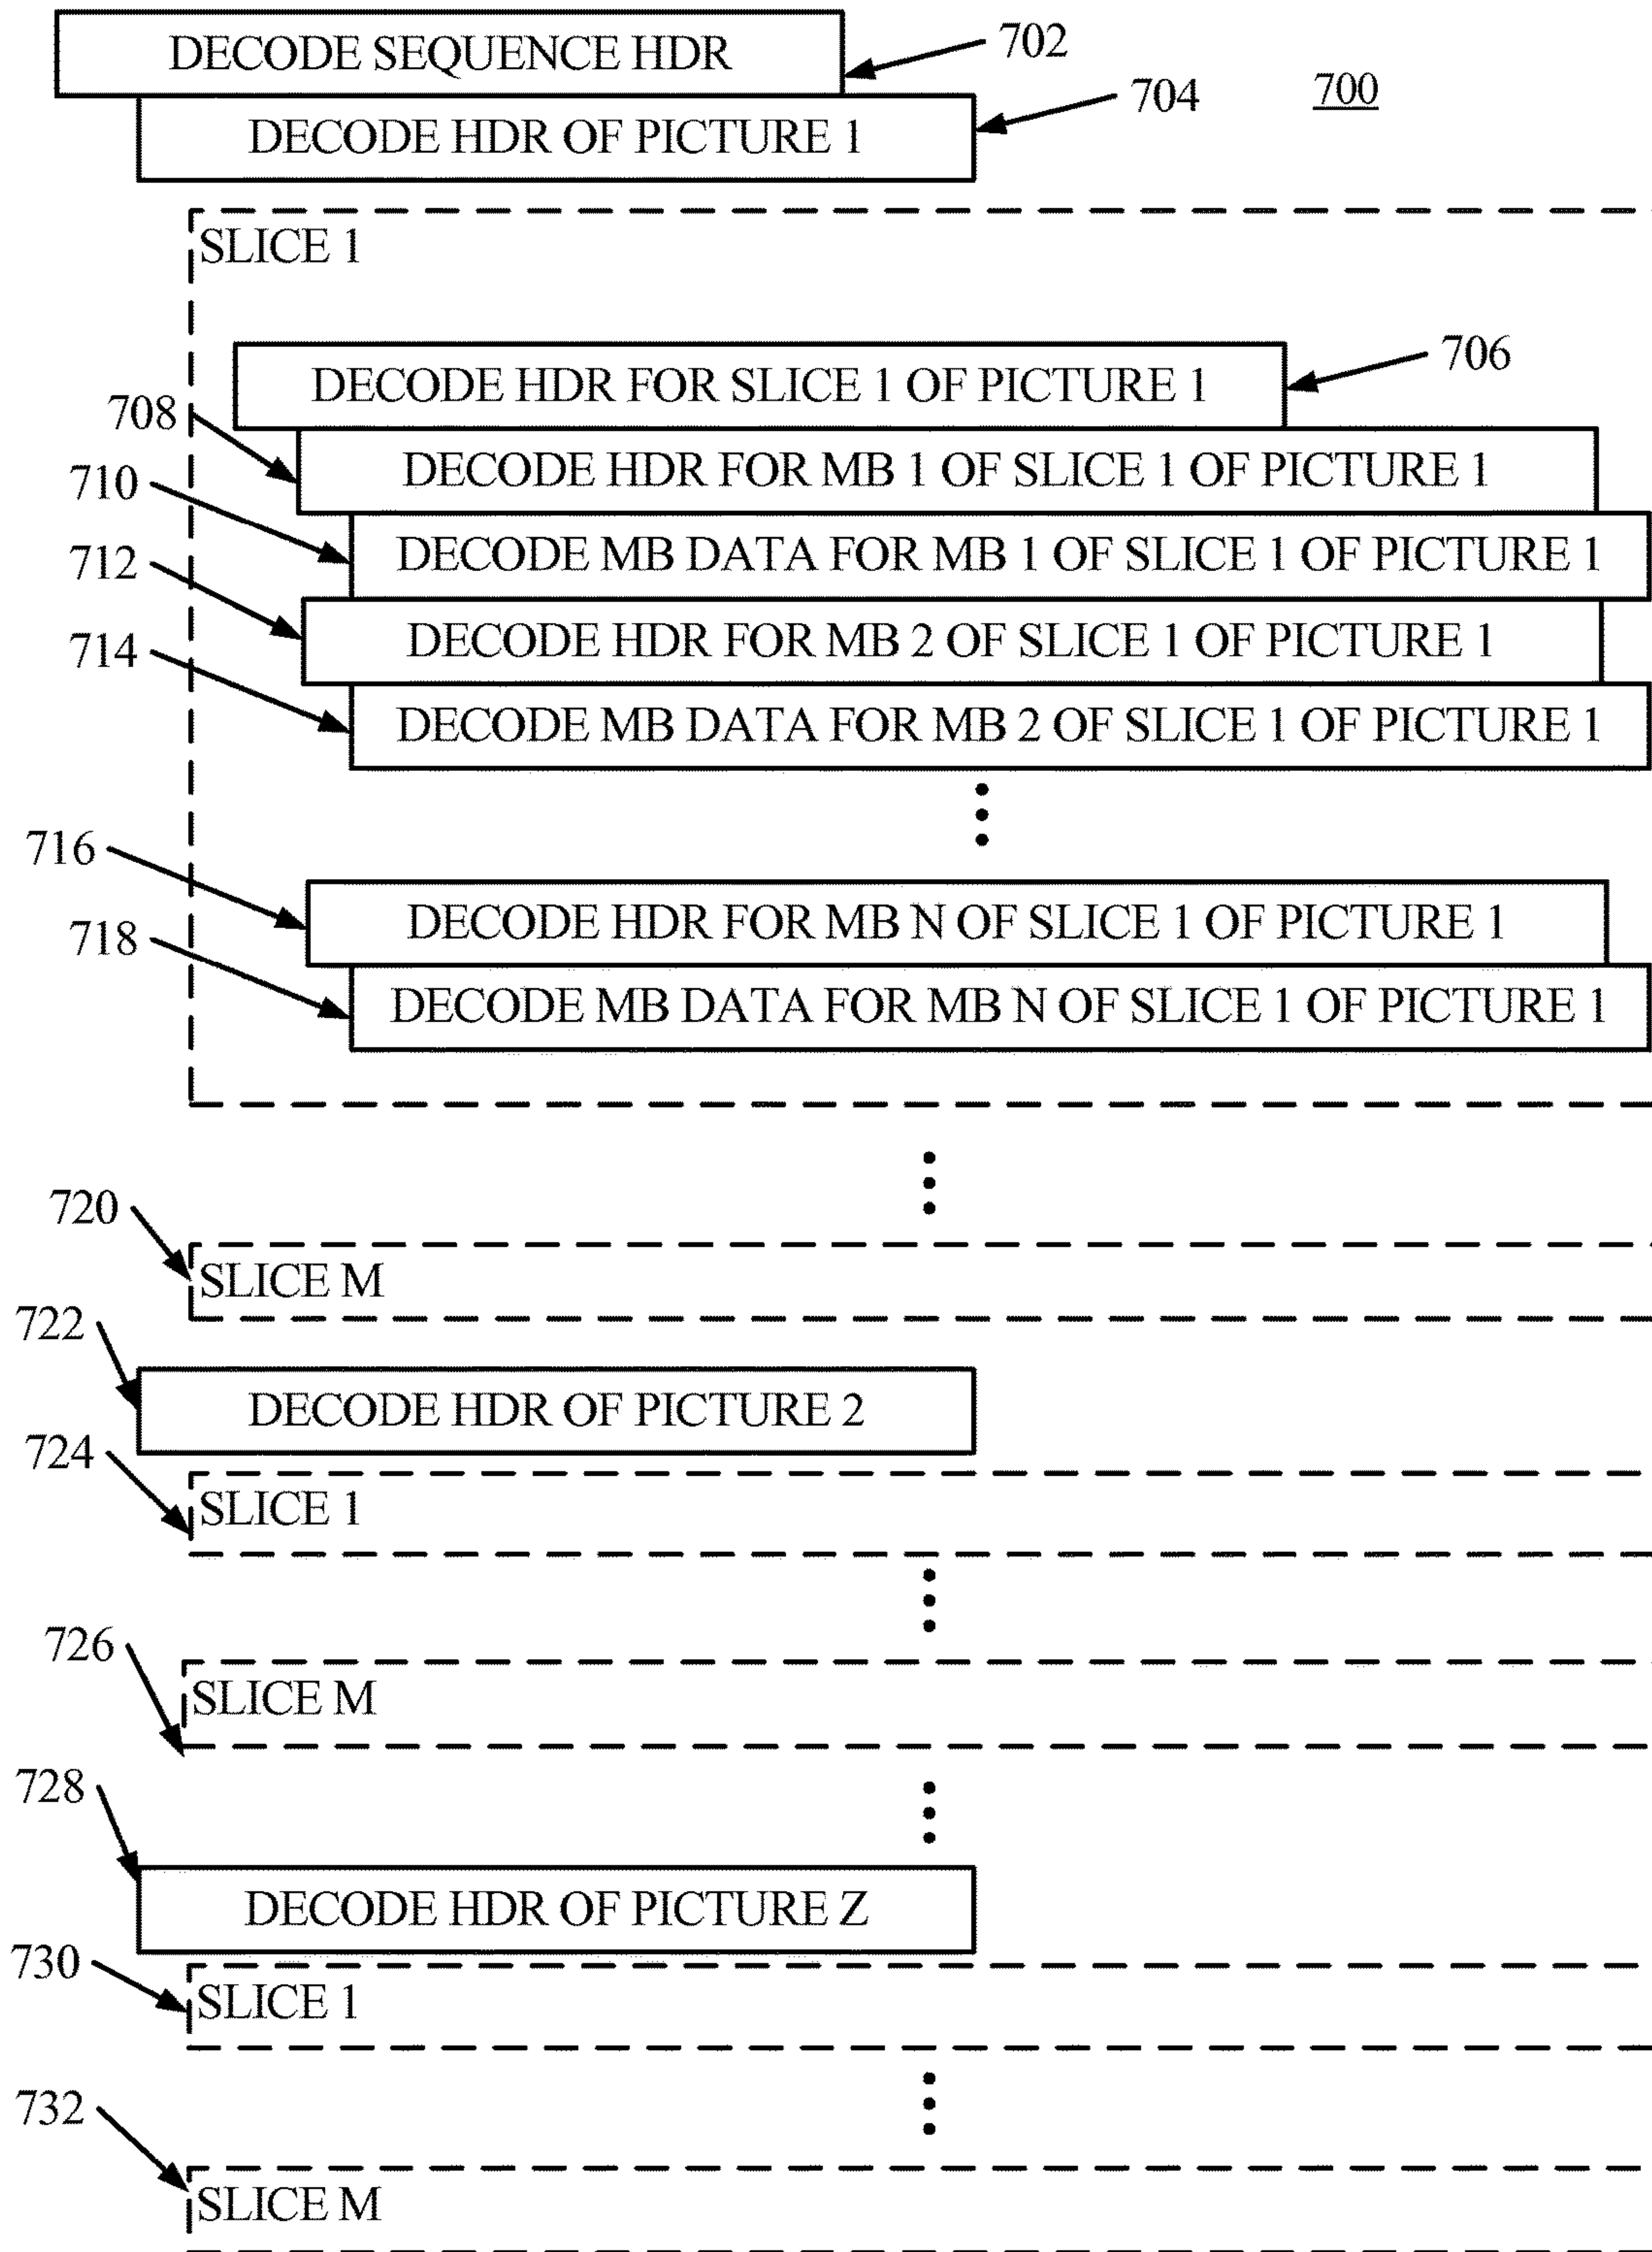 DECODE SEQUENCE HDR
702
DECODE HDR OF PICTURE 1
704
700
SLICE 1
DECODE HDR FOR SLICE 1 OF PICTURE 1
706
708
DECODE HDR FOR MB 1 OF SLICE 1 OF PICTURE 1
710
DECODE MB DATA FOR MB 1 OF SLICE 1 OF PICTURE 1
712
DECODE HDR FOR MB 2 OF SLICE 1 OF PICTURE 1
714
DECODE MB DATA FOR MB 2 OF SLICE 1 OF PICTURE 1
716
DECODE HDR FOR MB N OF SLICE 1 OF PICTURE 1
718
DECODE MB DATA FOR MB N OF SLICE 1 OF PICTURE 1
720
SLICE M
722
DECODE HDR OF PICTURE 2
724
SLICE 1
726
SLICE M
728
DECODE HDR OF PICTURE Z
730
SLICE 1
732
SLICE M